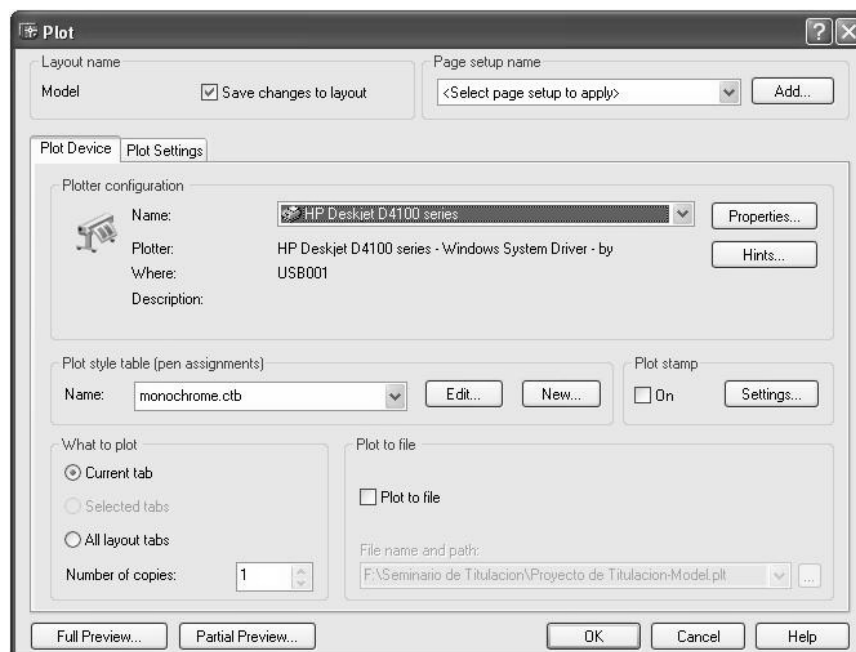 Plot
Layout name
Model
Save changes to layout
Page setup name
<Select page setup to apply>
Add...
Plot Device
Plot Settings
Plotter configuration
Name:
HP Deskjet D4100 series
Properties...
Plotter:
HP Deskjet D4100 series - Windows System Driver - by
Hints...
Where:
USB001
Description:
Plot style table (pen assignments)
Name:
monochrome.ctb
Edit...
New...
Plot stamp
On
Settings...
What to plot
Current tab
Selected tabs
All layout tabs
Number of copies:
1
Plot to file
Plot to file
File name and path:
F:\Seminario de Titulacion\Proyecto de Titulacion-Model.plt
...
Full Preview...
Partial Preview...
OK
Cancel
Help